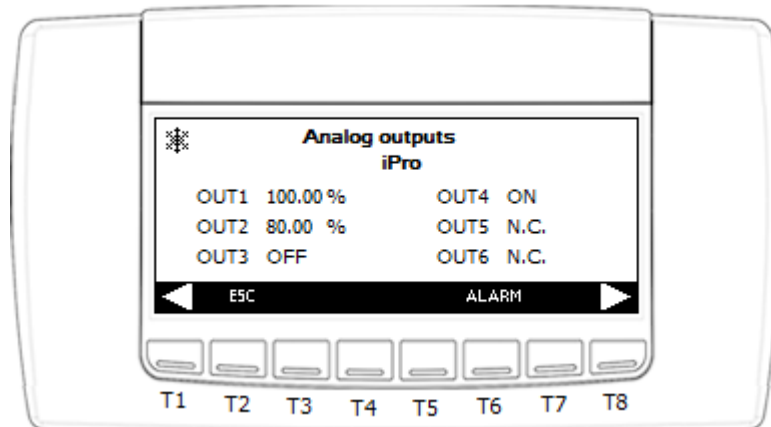 Analog outputs
iPro
OUT1 100.00 % OUT4 ON
OUT2 80.00 % OUT5 N.C.
OUT3 OFF OUT6 N.C.
ESC ALARM
T1 T2 T3 T4 T5 T6 T7 T8